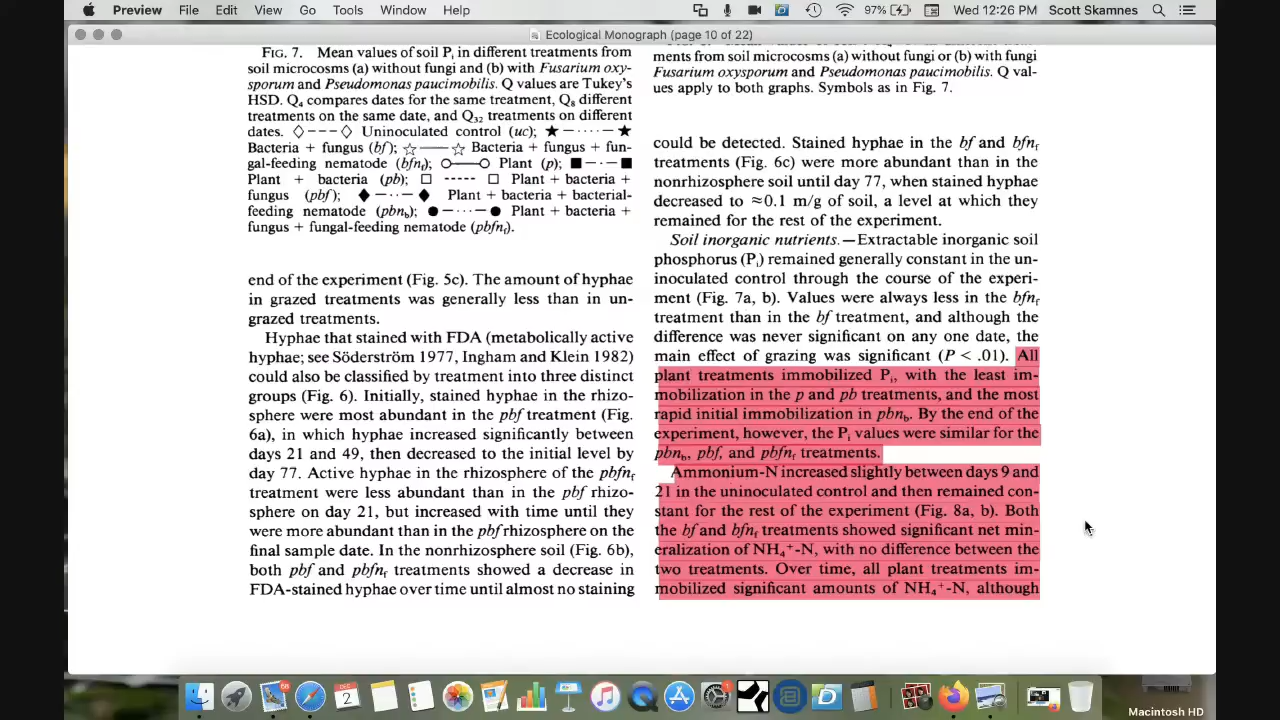 Preview File Edit View Go Tools Window Help
97% Wed 12:26 PM Scott Skamnes
Ecological Monograph (page 10 of 22)
FIG. 7. Mean values of soil Pi in different treatments from
soil microcosms (a) without fungi and (b) with Fusarium oxy-
sporum and Pseudomonas paucimobilis. Q values are Tukey's
HSD. Q4 compares dates for the same treatment, Q8 different
treatments on the same date, and Q32 treatments on different
dates. ◇---◇ Uninoculated control (uc); ★-····-★
Bacteria + fungus (bf); ☆——☆ Bacteria + fungus + fun-
gal-feeding nematode (bfnf); ○——○ Plant (p); ■—·—■
Plant + bacteria (pb); □ ----- □ Plant + bacteria +
fungus (pbf); ◆-··-◆ Plant + bacteria + bacterial-
feeding nematode (pbnb); ●-···-● Plant + bacteria +
fungus + fungal-feeding nematode (pbfnf).
end of the experiment (Fig. 5c). The amount of hyphae
in grazed treatments was generally less than in un-
grazed treatments.
Hyphae that stained with FDA (metabolically active
hyphae; see Söderström 1977, Ingham and Klein 1982)
could also be classified by treatment into three distinct
groups (Fig. 6). Initially, stained hyphae in the rhizo-
sphere were most abundant in the pbf treatment (Fig.
6a), in which hyphae increased significantly between
days 21 and 49, then decreased to the initial level by
day 77. Active hyphae in the rhizosphere of the pbfnf
treatment were less abundant than in the pbf rhizo-
sphere on day 21, but increased with time until they
were more abundant than in the pbf rhizosphere on the
final sample date. In the nonrhizosphere soil (Fig. 6b),
both pbf and pbfnf treatments showed a decrease in
FDA-stained hyphae over time until almost no staining
ments from soil microcosms (a) without fungi or (b) with fungi
Fusarium oxysporum and Pseudomonas paucimobilis. Q val-
ues apply to both graphs. Symbols as in Fig. 7.
could be detected. Stained hyphae in the bf and bfnf
treatments (Fig. 6c) were more abundant than in the
nonrhizosphere soil until day 77, when stained hyphae
decreased to ≈0.1 m/g of soil, a level at which they
remained for the rest of the experiment.
Soil inorganic nutrients.—Extractable inorganic soil
phosphorus (Pi) remained generally constant in the un-
inoculated control through the course of the experi-
ment (Fig. 7a, b). Values were always less in the bfnf
treatment than in the bf treatment, and although the
difference was never significant on any one date, the
main effect of grazing was significant (P < .01). All
plant treatments immobilized Pi, with the least im-
mobilization in the p and pb treatments, and the most
rapid initial immobilization in pbnb. By the end of the
experiment, however, the Pi values were similar for the
pbnb, pbf, and pbfnf treatments.
Ammonium-N increased slightly between days 9 and
21 in the uninoculated control and then remained con-
stant for the rest of the experiment (Fig. 8a, b). Both
the bf and bfnf treatments showed significant net min-
eralization of NH4+-N, with no difference between the
two treatments. Over time, all plant treatments im-
mobilized significant amounts of NH4+-N, although
DEC
2
Macintosh HD